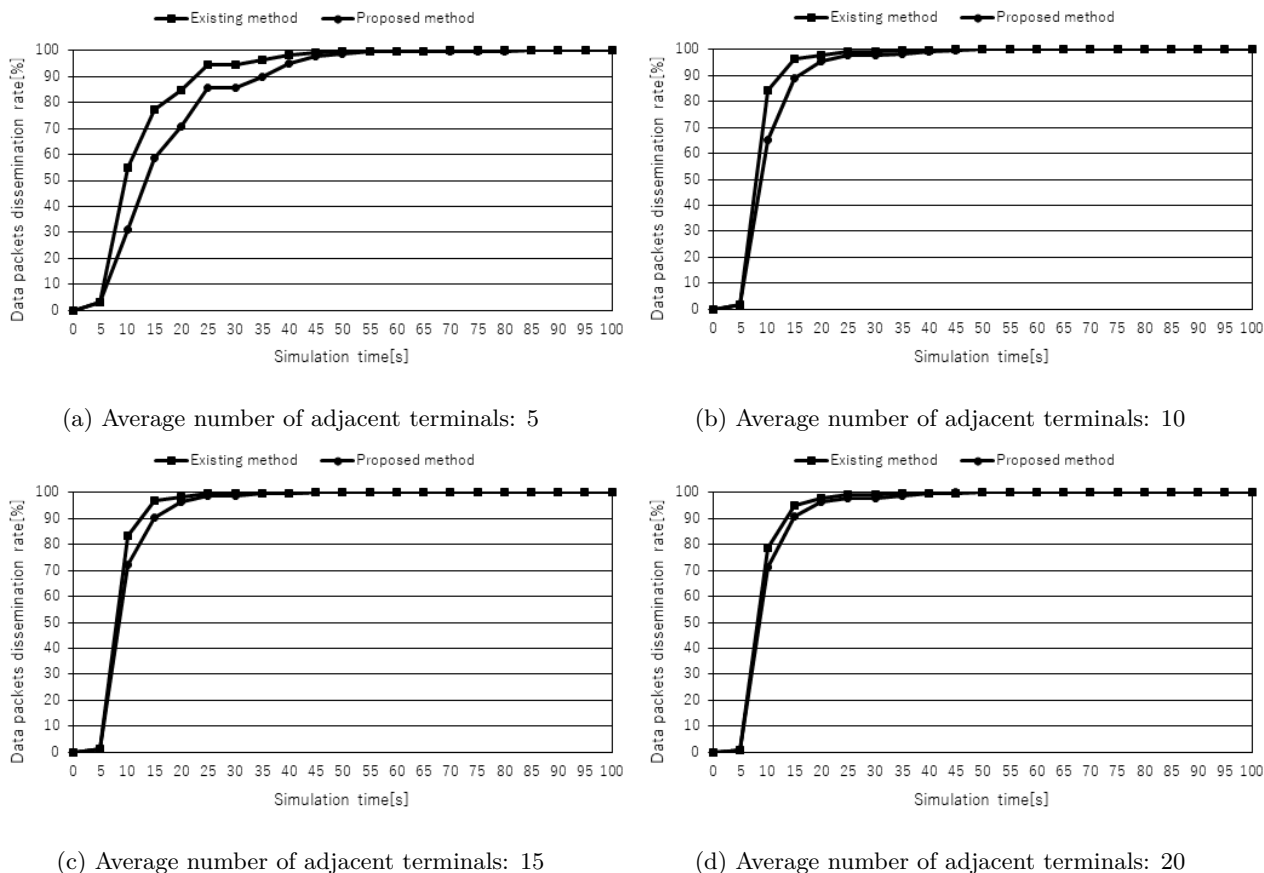 Existing method Proposed method
Data packets dissemination rate[%]
100
90
80
70
60
50
40
30
20
10
0
0 5 10 15 20 25 30 35 40 45 50 55 60 65 70 75 80 85 90 95 100
Simulation time[s]
(a) Average number of adjacent terminals: 5
Existing method Proposed method
Data packets dissemination rate[%]
100
90
80
70
60
50
40
30
20
10
0
0 5 10 15 20 25 30 35 40 45 50 55 60 65 70 75 80 85 90 95 100
Simulation time[s]
(b) Average number of adjacent terminals: 10
Existing method Proposed method
Data packets dissemination rate[%]
100
90
80
70
60
50
40
30
20
10
0
0 5 10 15 20 25 30 35 40 45 50 55 60 65 70 75 80 85 90 95 100
Simulation time[s]
(c) Average number of adjacent terminals: 15
Existing method Proposed method
Data packets dissemination rate[%]
100
90
80
70
60
50
40
30
20
10
0
0 5 10 15 20 25 30 35 40 45 50 55 60 65 70 75 80 85 90 95 100
Simulation time[s]
(d) Average number of adjacent terminals: 20